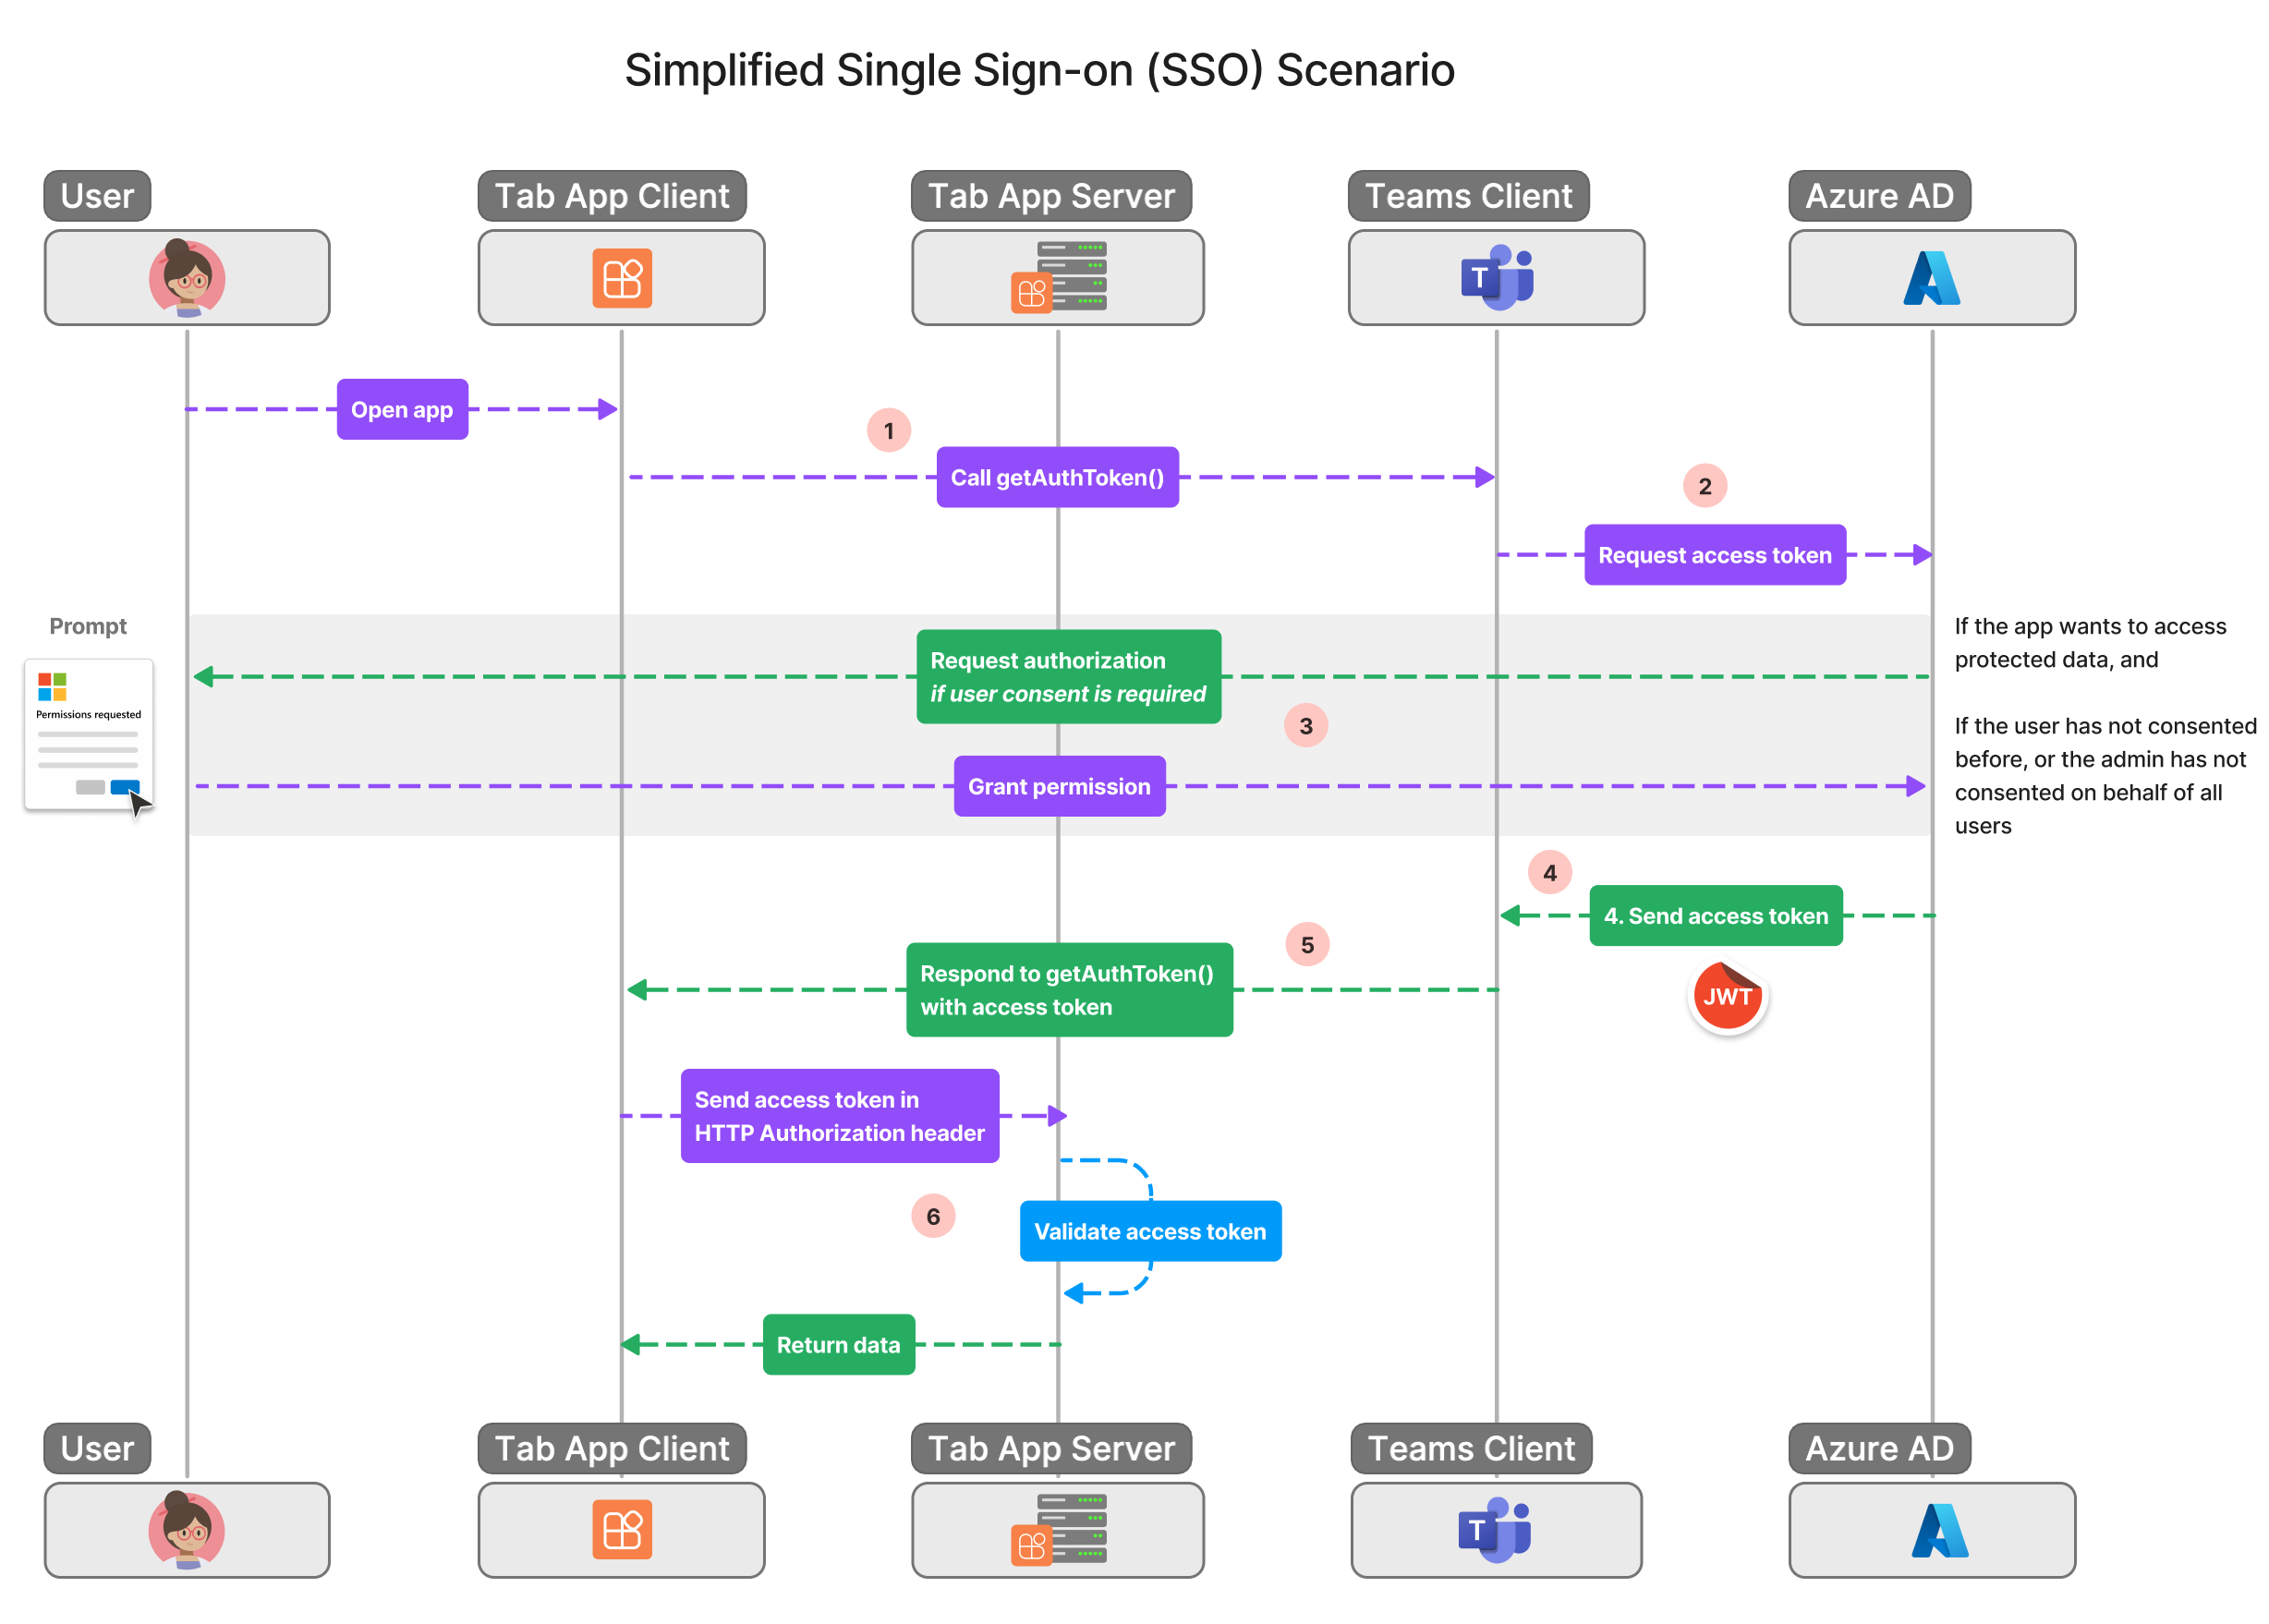 Simplified Single Sign-on (SSO) Scenario
User
Tab App Client
Tab App Server
Teams Client
Azure AD
T
Open app
1
Call getAuthToken()
2
Request access token
Prompt
Permissions requested
Request authorization
if user consent is required
If the app wants to access
protected data, and
3
If the user has not consented
before, or the admin has not
consented on behalf of all
users
Grant permission
4
4. Send access token
JWT
5
Respond to getAuthToken()
with access token
Send access token in
HTTP Authorization header
6
Validate access token
Return data
User
Tab App Client
Tab App Server
Teams Client
Azure AD
T